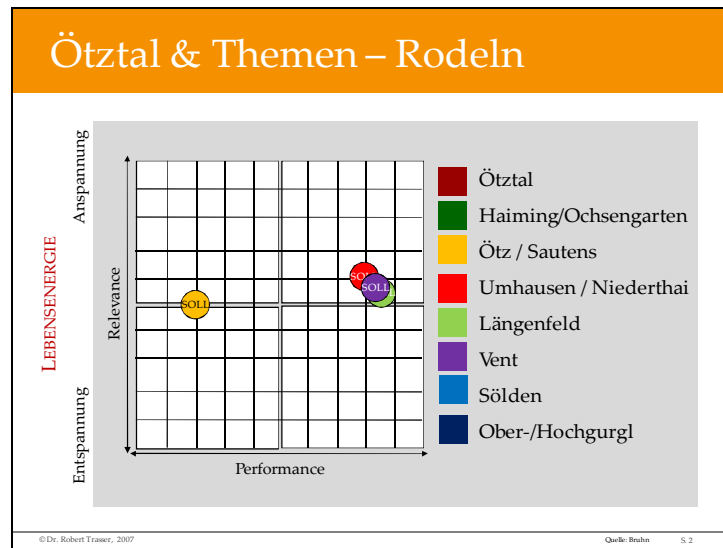 Ötztal & Themen – Rodeln
LEBENSENERGIE
Anspannung
Entspannung
Relevance
Performance
SOLL
SOL
SOLL
Ötztal
Haiming/Ochsengarten
Ötz / Sautens
Umhausen / Niederthai
Längenfeld
Vent
Sölden
Ober-/Hochgurgl
© Dr. Robert Trasser, 2007
Quelle: Bruhn
S. 2